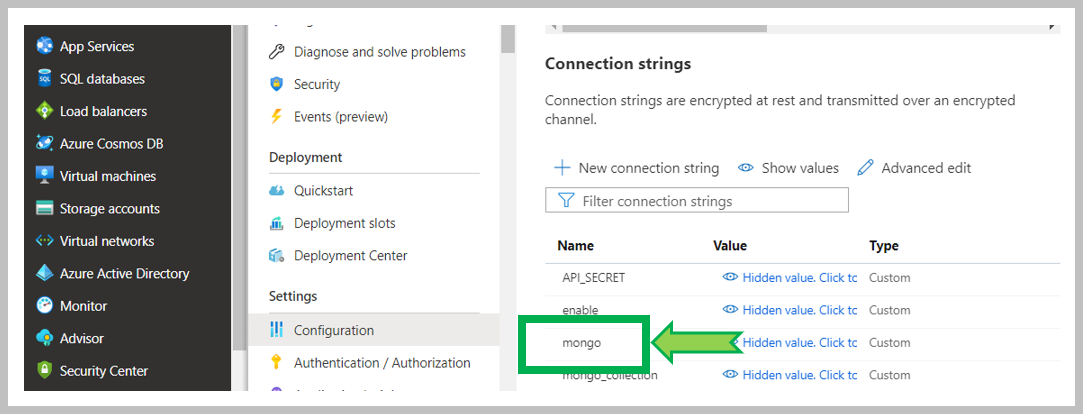 App Services
SQL databases
Load balancers
Azure Cosmos DB
Virtual machines
Storage accounts
Virtual networks
Azure Active Directory
Monitor
Advisor
Security Center
Diagnose and solve problems
Security
Events (preview)
Deployment
Quickstart
Deployment slots
Deployment Center
Settings
Configuration
Authentication / Authorization
Connection strings
Connection strings are encrypted at rest and transmitted over an encrypted
channel.
New connection string Show values Advanced edit
Filter connection strings
Name Value Type
API_SECRET Hidden value. Click to Custom
enable Hidden value. Click to Custom
mongo Hidden value. Click to Custom
mongo_collection Hidden value. Click to Custom